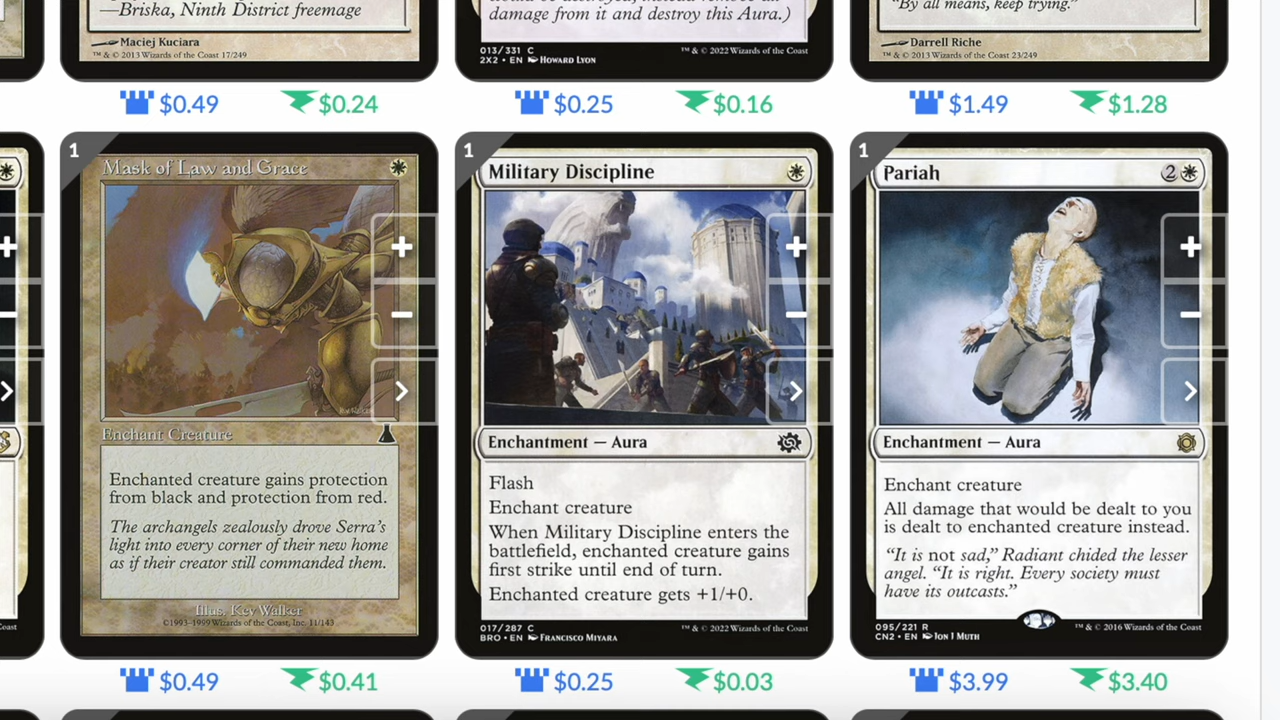 —Briska, Ninth District freemage
Maciej Kuciara
™ & © 2013 Wizards of the Coast 17/249
damage from it and destroy this Aura.)
013/331 C
™ & © 2022 Wizards of the Coast
2X2 • EN Howard Lyon
"By all means, keep trying."
Darrell Riche
™ & © 2013 Wizards of the Coast 23/249
$0.49
$0.24
$0.25
$0.16
$1.49
$1.28
1
Mask of Law and Grace
Enchant Creature
Enchanted creature gains protection
from black and protection from red.
The archangels zealously drove Serra's
light into every corner of their new home
as if their creator still commanded them.
Illus. Kev Walker
©1993-1999 Wizards of the Coast, Inc. 11/143
1
Military Discipline
Enchantment — Aura
Flash
Enchant creature
When Military Discipline enters the
battlefield, enchanted creature gains
first strike until end of turn.
Enchanted creature gets +1/+0.
017/287 C
™ & © 2022 Wizards of the Coast
BRO • EN Francisco Miyara
1
Pariah
2
Enchantment — Aura
Enchant creature
All damage that would be dealt to you
is dealt to enchanted creature instead.
"It is not sad," Radiant chided the lesser
angel. "It is right. Every society must
have its outcasts."
095/221 R
™ & © 2016 Wizards of the Coast
CN2 • EN Jon J Muth
$0.49
$0.41
$0.25
$0.03
$3.99
$3.40